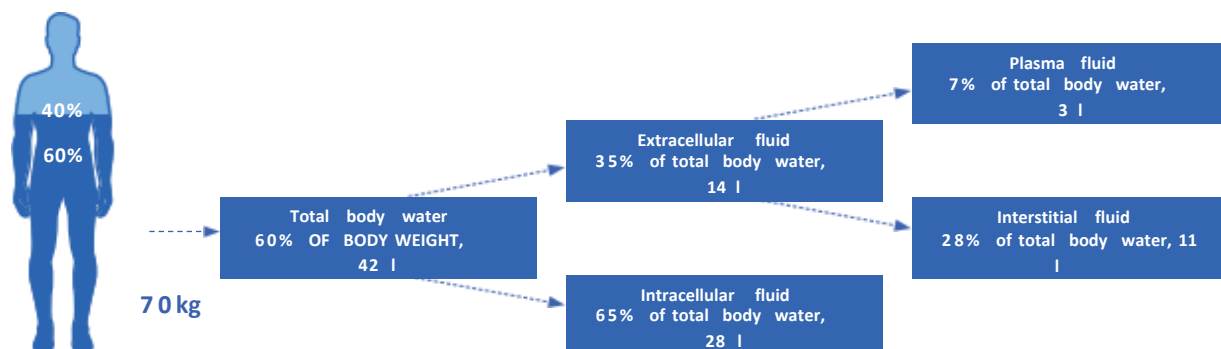 40%
60%
70kg
Total body water
60% OF BODY WEIGHT,
42 l
Extracellular fluid
35% of total body water,
14 l
Intracellular fluid
65% of total body water,
28 l
Plasma fluid
7% of total body water,
3 l
Interstitial fluid
28% of total body water, 11
l